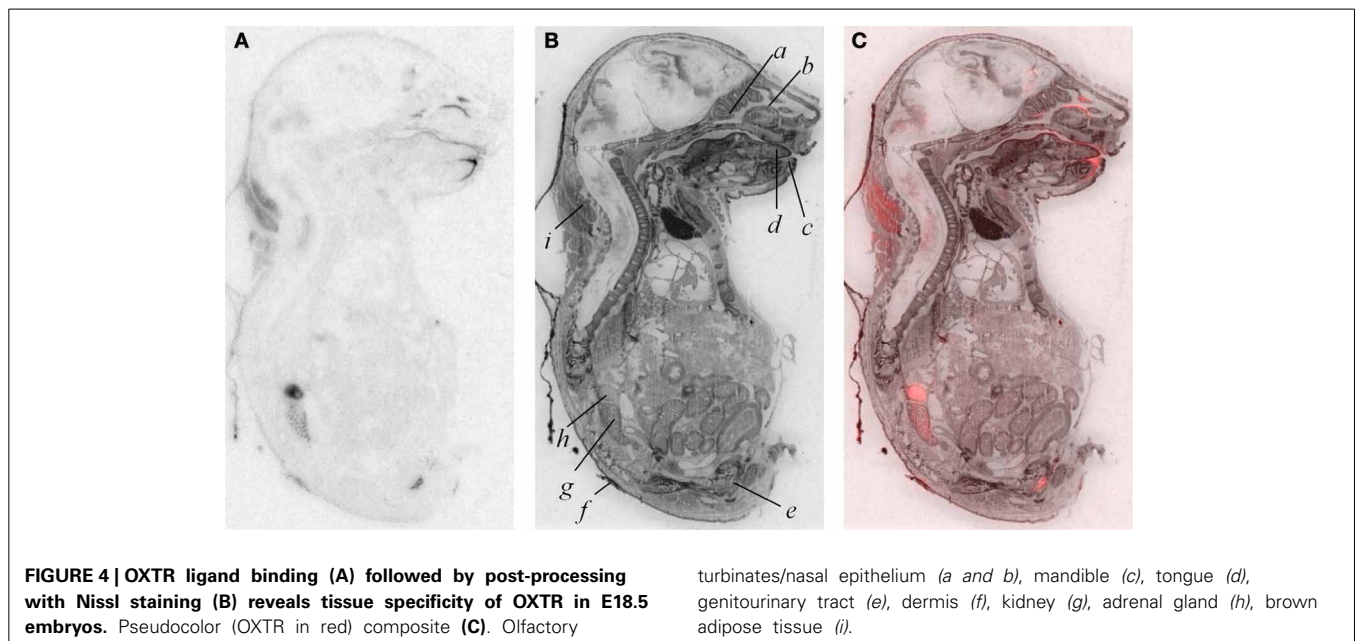 A
B
C
a
b
i
d
c
h
g
f
e
FIGURE 4 | OXTR ligand binding (A) followed by post-processing
with Nissl staining (B) reveals tissue specificity of OXTR in E18.5
embryos. Pseudocolor (OXTR in red) composite (C). Olfactory
turbinates/nasal epithelium (a and b), mandible (c), tongue (d),
genitourinary tract (e), dermis (f), kidney (g), adrenal gland (h), brown
adipose tissue (i).